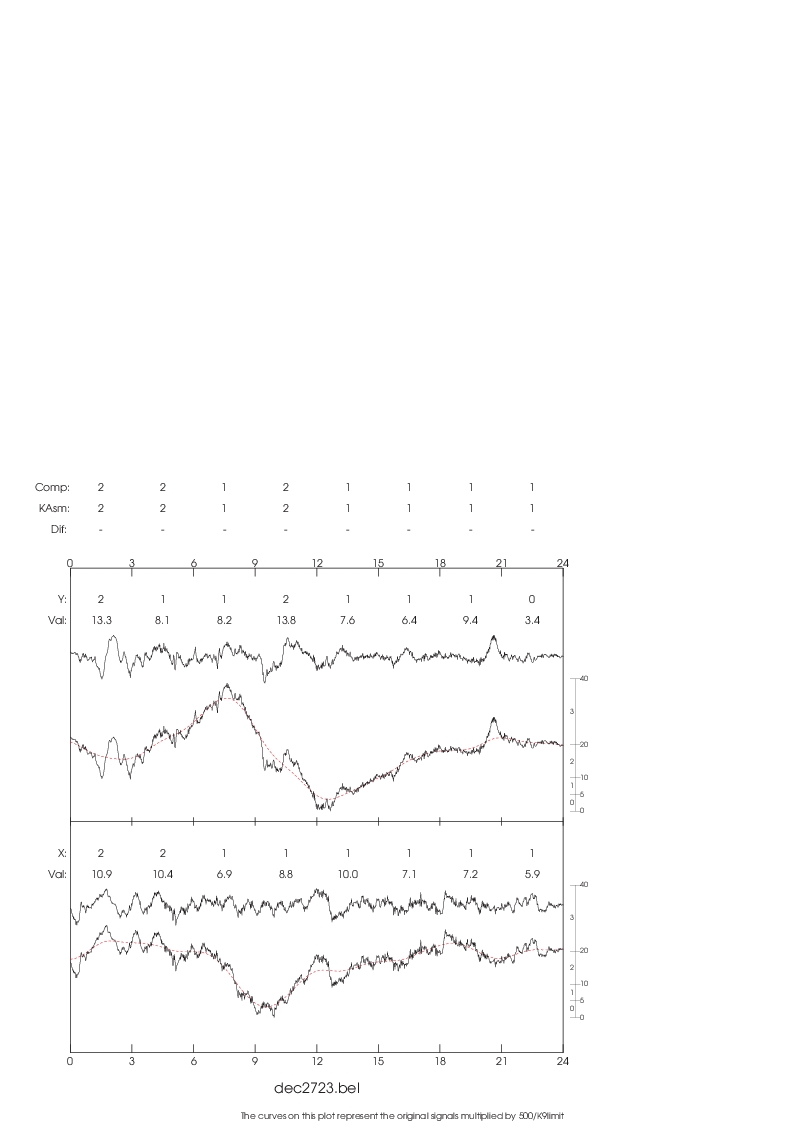 Comp: 2 2 1 2 1 1 1 1
KAsm: 2 2 1 2 1 1 1 1
Dif: - - - - - - - -
0 3 6 9 12 15 18 21 24
Y: 2 1 1 2 1 1 1 0
Val: 13.3 8.1 8.2 13.8 7.6 6.4 9.4 3.4
40
3
20
2
10
1
5
0
0
X: 2 2 1 1 1 1 1 1
Val: 10.9 10.4 6.9 8.8 10.0 7.1 7.2 5.9
40
3
20
2
10
1
5
0
0
0 3 6 9 12 15 18 21 24
dec2723.bel
The curves on this plot represent the original signals multiplied by 500/K9limit